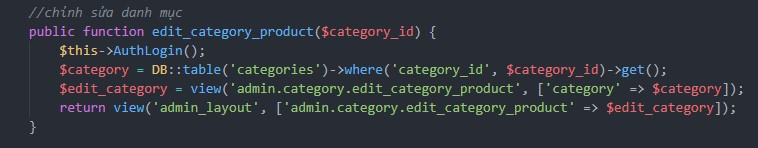 //chỉnh sửa danh mục
public function edit_category_product($category_id) {
$this->AuthLogin();
$category = DB::table('categories')->where('category_id', $category_id)->get();
$edit_category = view('admin.category.edit_category_product', ['category' => $category]);
return view('admin_layout', ['admin.category.edit_category_product' => $edit_category]);
}